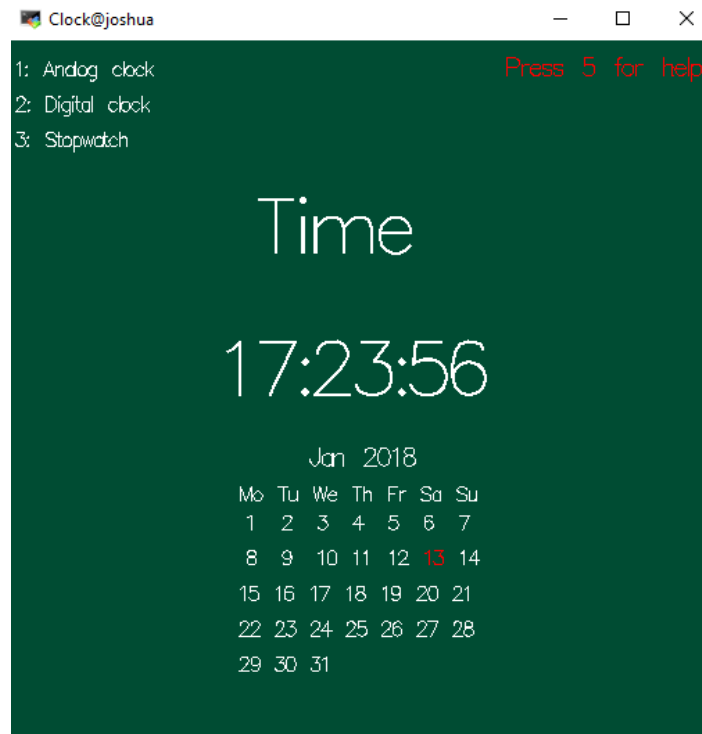 Clock@joshua
1: Analog clock
Press 5 for help
2: Digital clock
3: Stopwatch
Time
17:23:56
Jan 2018
Mo Tu We Th Fr Sa Su
1 2 3 4 5 6 7
8 9 10 11 12 13 14
15 16 17 18 19 20 21
22 23 24 25 26 27 28
29 30 31